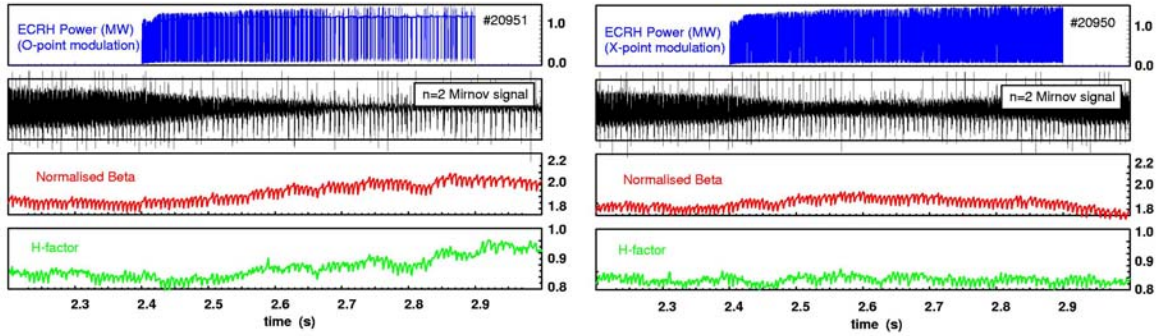 ECRH Power (MW)
(O-point modulation)
#20951
1.0
0.0
n=2 Mirnov signal
Normalised Beta
2.2
2.0
1.8
H-factor
1.0
0.9
0.8
2.3 2.4 2.5 2.6 2.7 2.8 2.9
time (s)
ECRH Power (MW)
(X-point modulation)
#20950
1.0
0.0
n=2 Mirnov signal
Normalised Beta
2.2
2.0
1.8
H-factor
1.0
0.9
0.8
2.3 2.4 2.5 2.6 2.7 2.8 2.9
time (s)